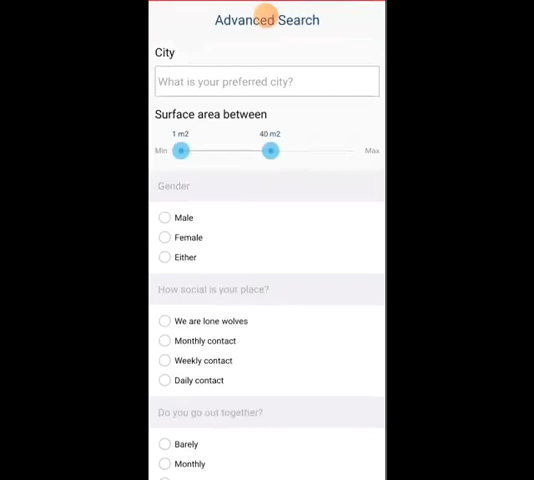 Advanced Search
City
What is your preferred city?
Surface area between
1 m2 40 m2
Min Max
Gender
Male
Female
Either
How social is your place?
We are lone wolves
Monthly contact
Weekly contact
Daily contact
Do you go out together?
Barely
Monthly